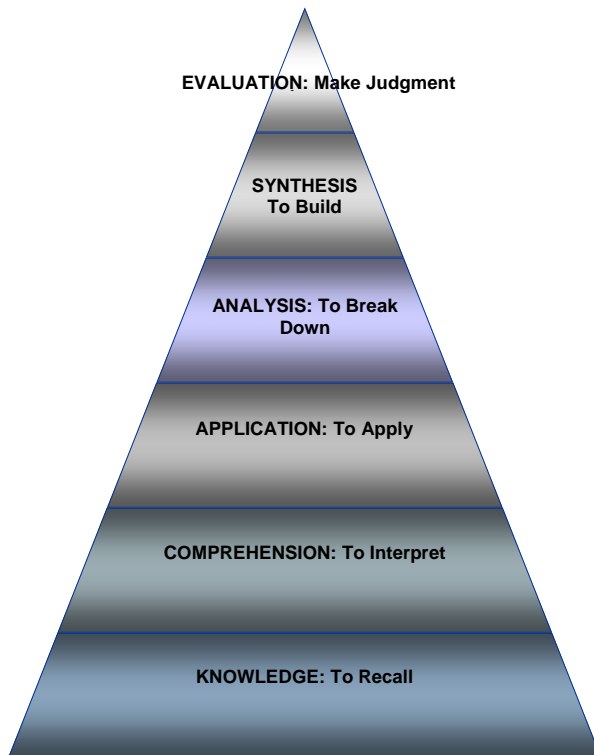 EVALUATION: Make Judgment
SYNTHESIS
To Build
ANALYSIS: To Break
Down
APPLICATION: To Apply
COMPREHENSION: To Interpret
KNOWLEDGE: To Recall